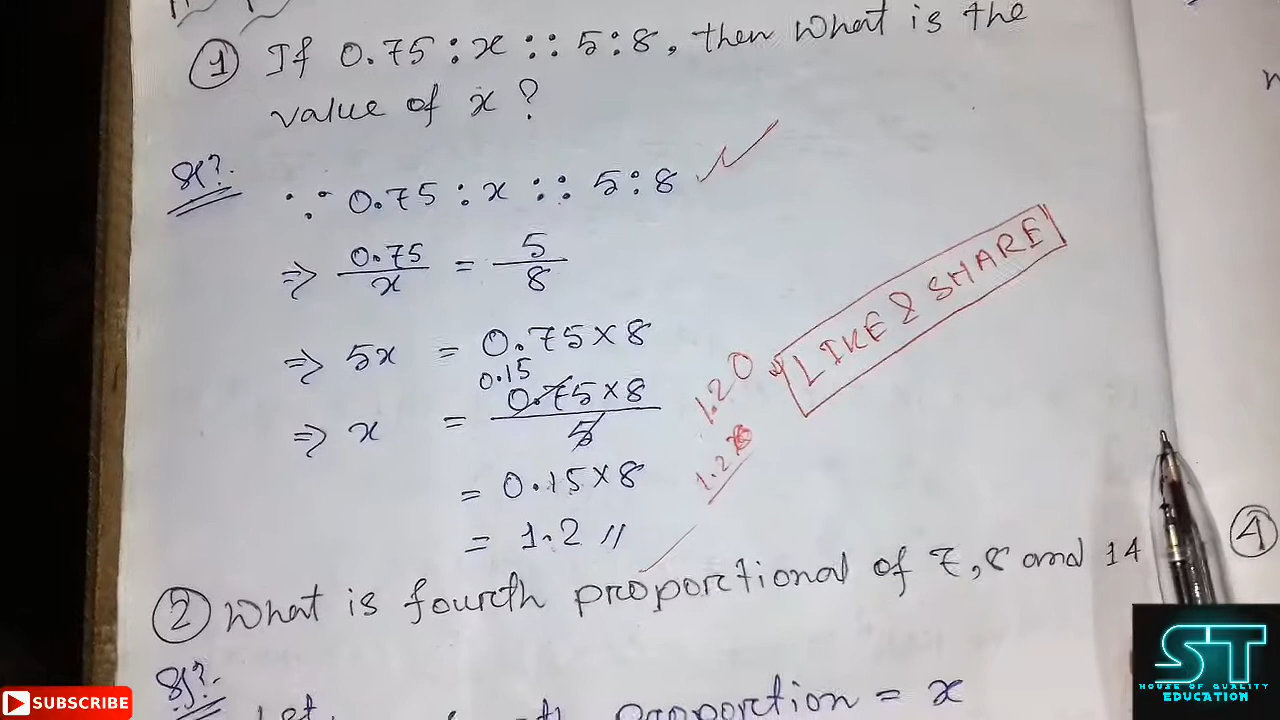 ① If 0.75 : x :: 5 : 8, then what is the
value of x ?
∵ 0.75 : x :: 5 : 8
⇒ 0.75/x = 5/8
⇒ 5x = 0.75 × 8
0.15
⇒ x = 0.75 × 8 / 5
= 0.15 × 8
= 1.2 //
1.20
LIKE & SHARE
② What is fourth proportional of 7, 8 and 14
④
proportion = x
SUBSCRIBE
ST
HOUSE OF QUALITY
EDUCATION